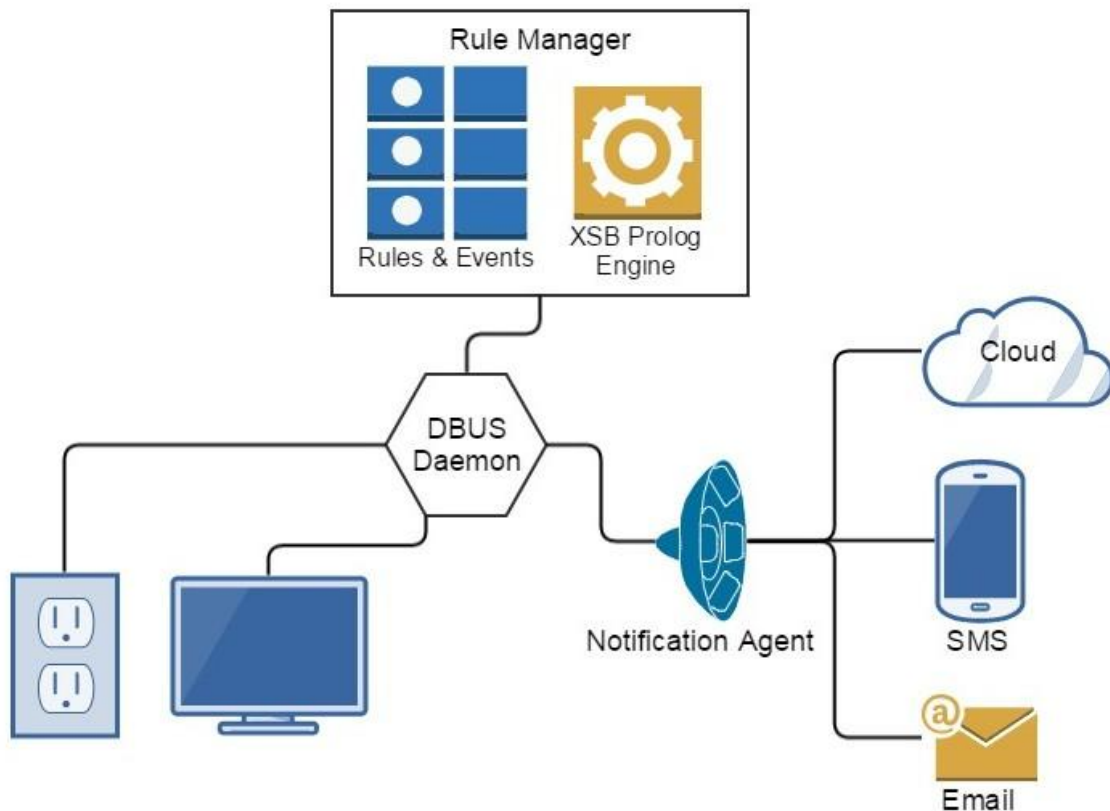 Rule Manager
Rules & Events
XSB Prolog
Engine
DBUS
Daemon
Cloud
Notification Agent
SMS
@
Email